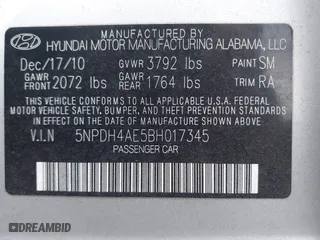 MANUFACTURED BY
HYUNDAI MOTOR MANUFACTURING ALABAMA, LLC
Dec/17/10 GVWR 3792 lbs PAINT SM
GAWR FRONT 2072 lbs GAWR REAR 1764 lbs TRIM RA
THIS VEHICLE CONFORMS TO ALL APPLICABLE FEDERAL MOTOR
VEHICLE SAFETY, BUMPER, AND THEFT PREVENTION STANDARDS
IN EFFECT ON THE DATE OF MANUFACTURE SHOWN ABOVE.
V.I.N 5NPDH4AE5BH017345
PASSENGER CAR
DREAMBID